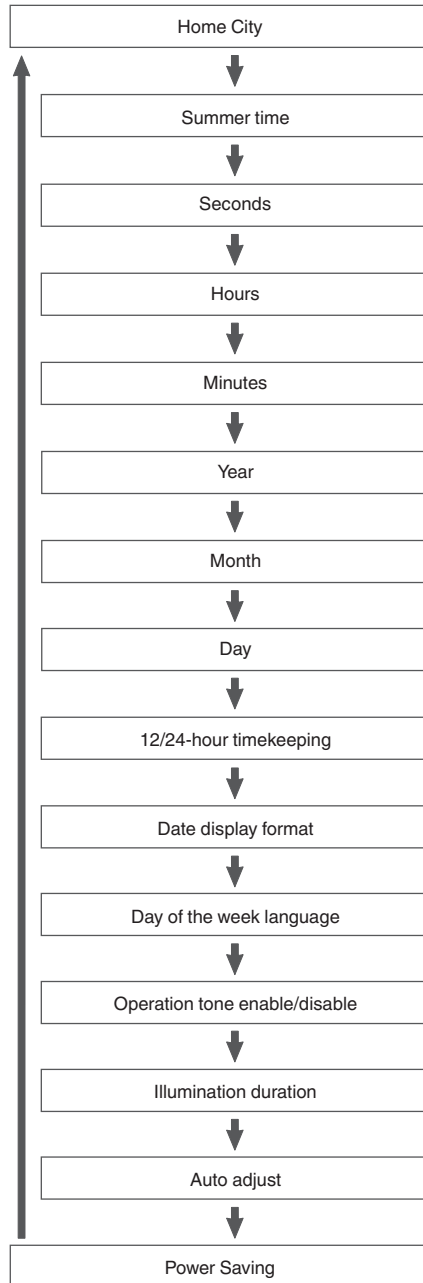 Home City
Summer time
Seconds
Hours
Minutes
Year
Month
Day
12/24-hour timekeeping
Date display format
Day of the week language
Operation tone enable/disable
Illumination duration
Auto adjust
Power Saving